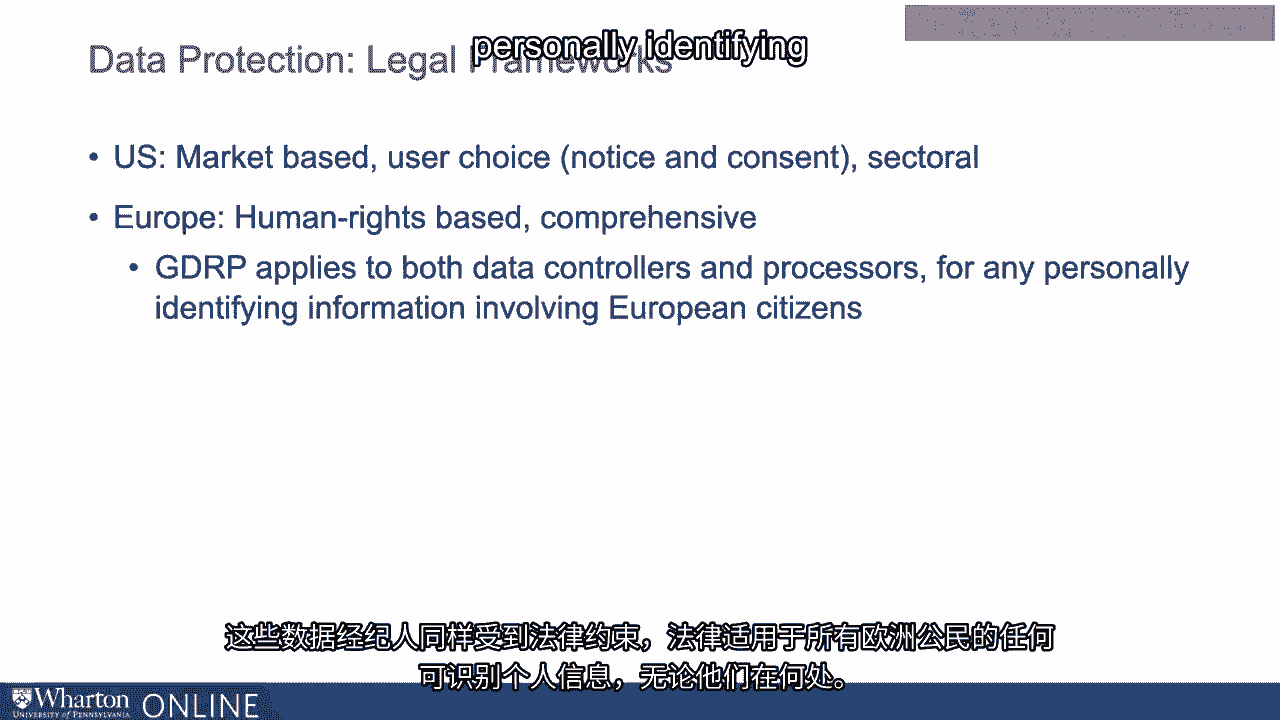 personally identifying
Data Protection: Legal Frameworks
• US: Market based, user choice (notice and consent), sectoral
• Europe: Human-rights based, comprehensive
• GDRP applies to both data controllers and processors, for any personally
identifying information involving European citizens
这些数据经纪人同样受到法律约束，法律适用于所有欧洲公民的任何
可识别个人信息，无论他们在何处。
Wharton ONLINE
UNIVERSITY of PENNSYLVANIA